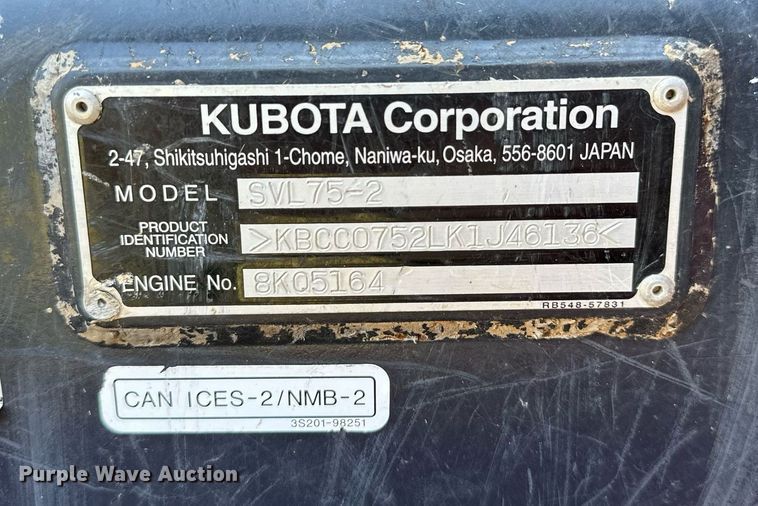 KUBOTA Corporation
2-47, Shikitsuhigashi 1-Chome, Naniwa-ku, Osaka, 556-8601 JAPAN
MODEL SVL75-2
PRODUCT
IDENTIFICATION
NUMBER >KBCC0752LK1J46136<
ENGINE No. 8K05164
RB548-57831
CAN ICES-2/NMB-2
3S201-98251
Purple Wave Auction